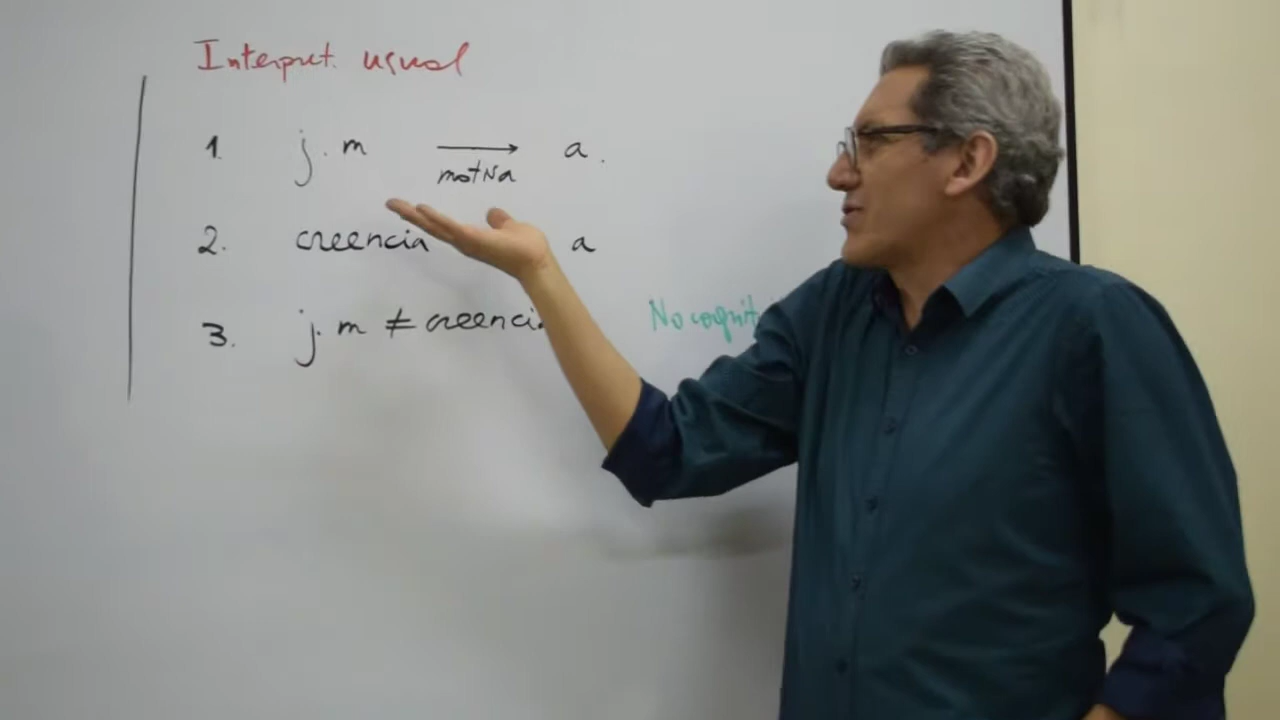 Interpret. usual
1. j. m ⟶ a.
motiva
2. creencia a
3. j. m ≠ creencia
No cognit